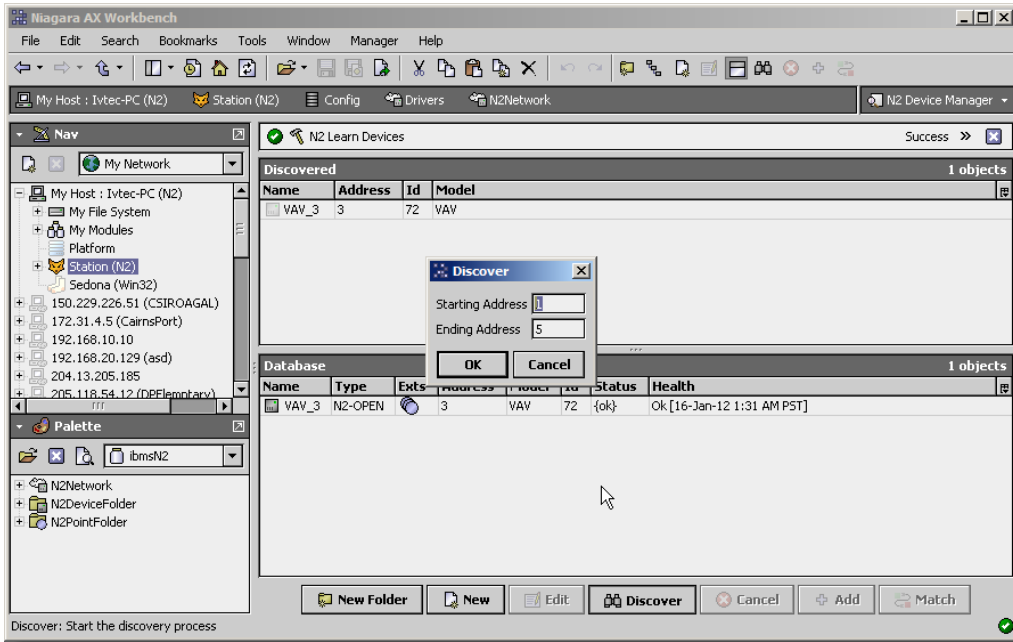 Niagara AX Workbench
File Edit Search Bookmarks Tools Window Manager Help
My Host : Ivtec-PC (N2) Station (N2) Config Drivers N2Network N2 Device Manager
Nav
My Network
My Host : Ivtec-PC (N2)
My File System
My Modules
Platform
Station (N2)
Sedona (Win32)
150.229.226.51 (CSIROAGAL)
172.31.4.5 (CairnsPort)
192.168.10.10
192.168.20.129 (asd)
204.13.205.185
205.118.54.12
Palette
ibmsN2
N2Network
N2DeviceFolder
N2PointFolder
N2 Learn Devices Success »
Discovered 1 objects
Name Address Id Model
VAV_3 3 72 VAV
Discover
Starting Address 1
Ending Address 5
OK Cancel
Database 1 objects
Name Type Exts Address Model Id Status Health
VAV_3 N2-OPEN 3 VAV 72 {ok} Ok [16-Jan-12 1:31 AM PST]
New Folder New Edit Discover Cancel Add Match
Discover: Start the discovery process